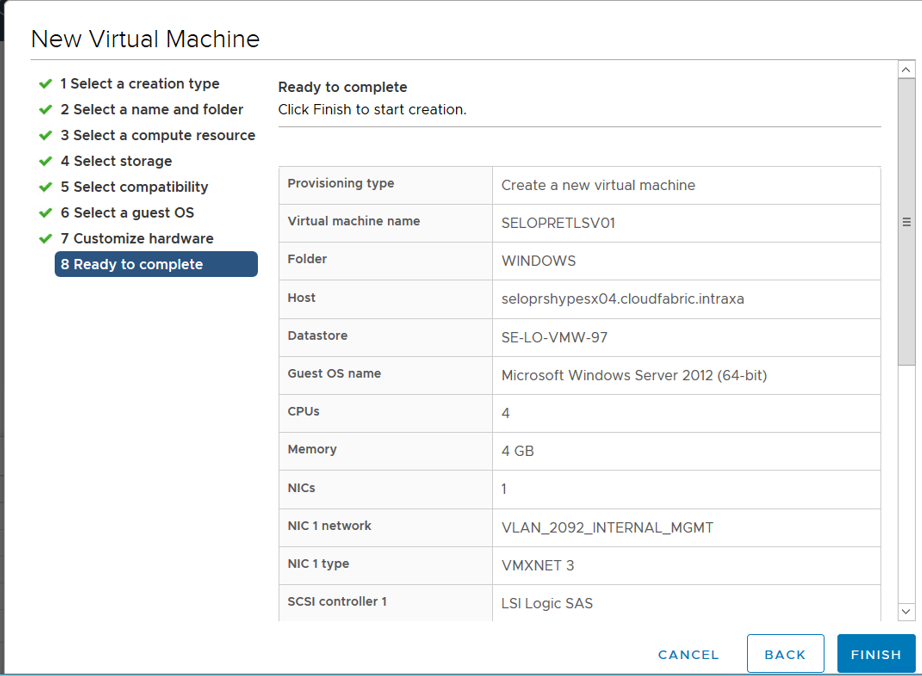 New Virtual Machine
1 Select a creation type
2 Select a name and folder
3 Select a compute resource
4 Select storage
5 Select compatibility
6 Select a guest OS
7 Customize hardware
8 Ready to complete
Ready to complete
Click Finish to start creation.
Provisioning type Create a new virtual machine
Virtual machine name SELOPRETLSV01
Folder WINDOWS
Host seloprshypesx04.cloudfabric.intraxa
Datastore SE-LO-VMW-97
Guest OS name Microsoft Windows Server 2012 (64-bit)
CPUs 4
Memory 4 GB
NICs 1
NIC 1 network VLAN_2092_INTERNAL_MGMT
NIC 1 type VMXNET 3
SCSI controller 1 LSI Logic SAS
CANCEL BACK FINISH